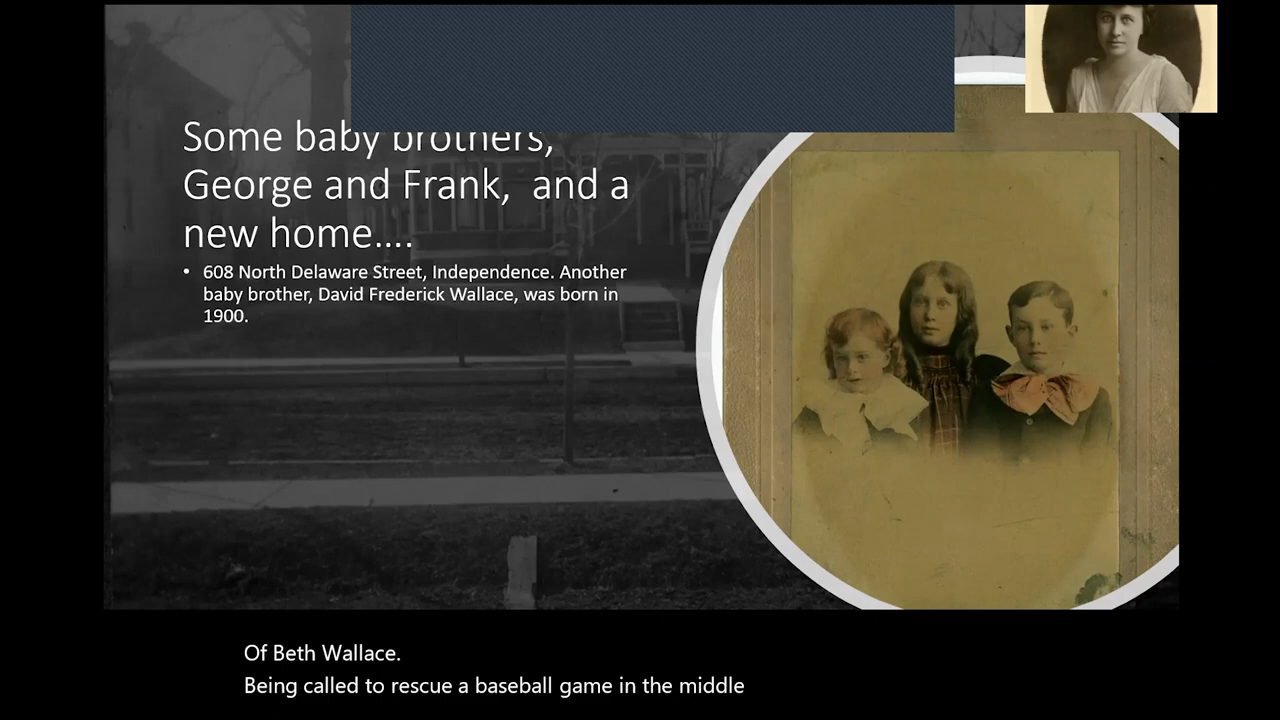 Some baby brothers,
George and Frank,  and a
new home….
• 608 North Delaware Street, Independence. Another
baby brother, David Frederick Wallace, was born in
1900.
Of Beth Wallace.
Being called to rescue a baseball game in the middle